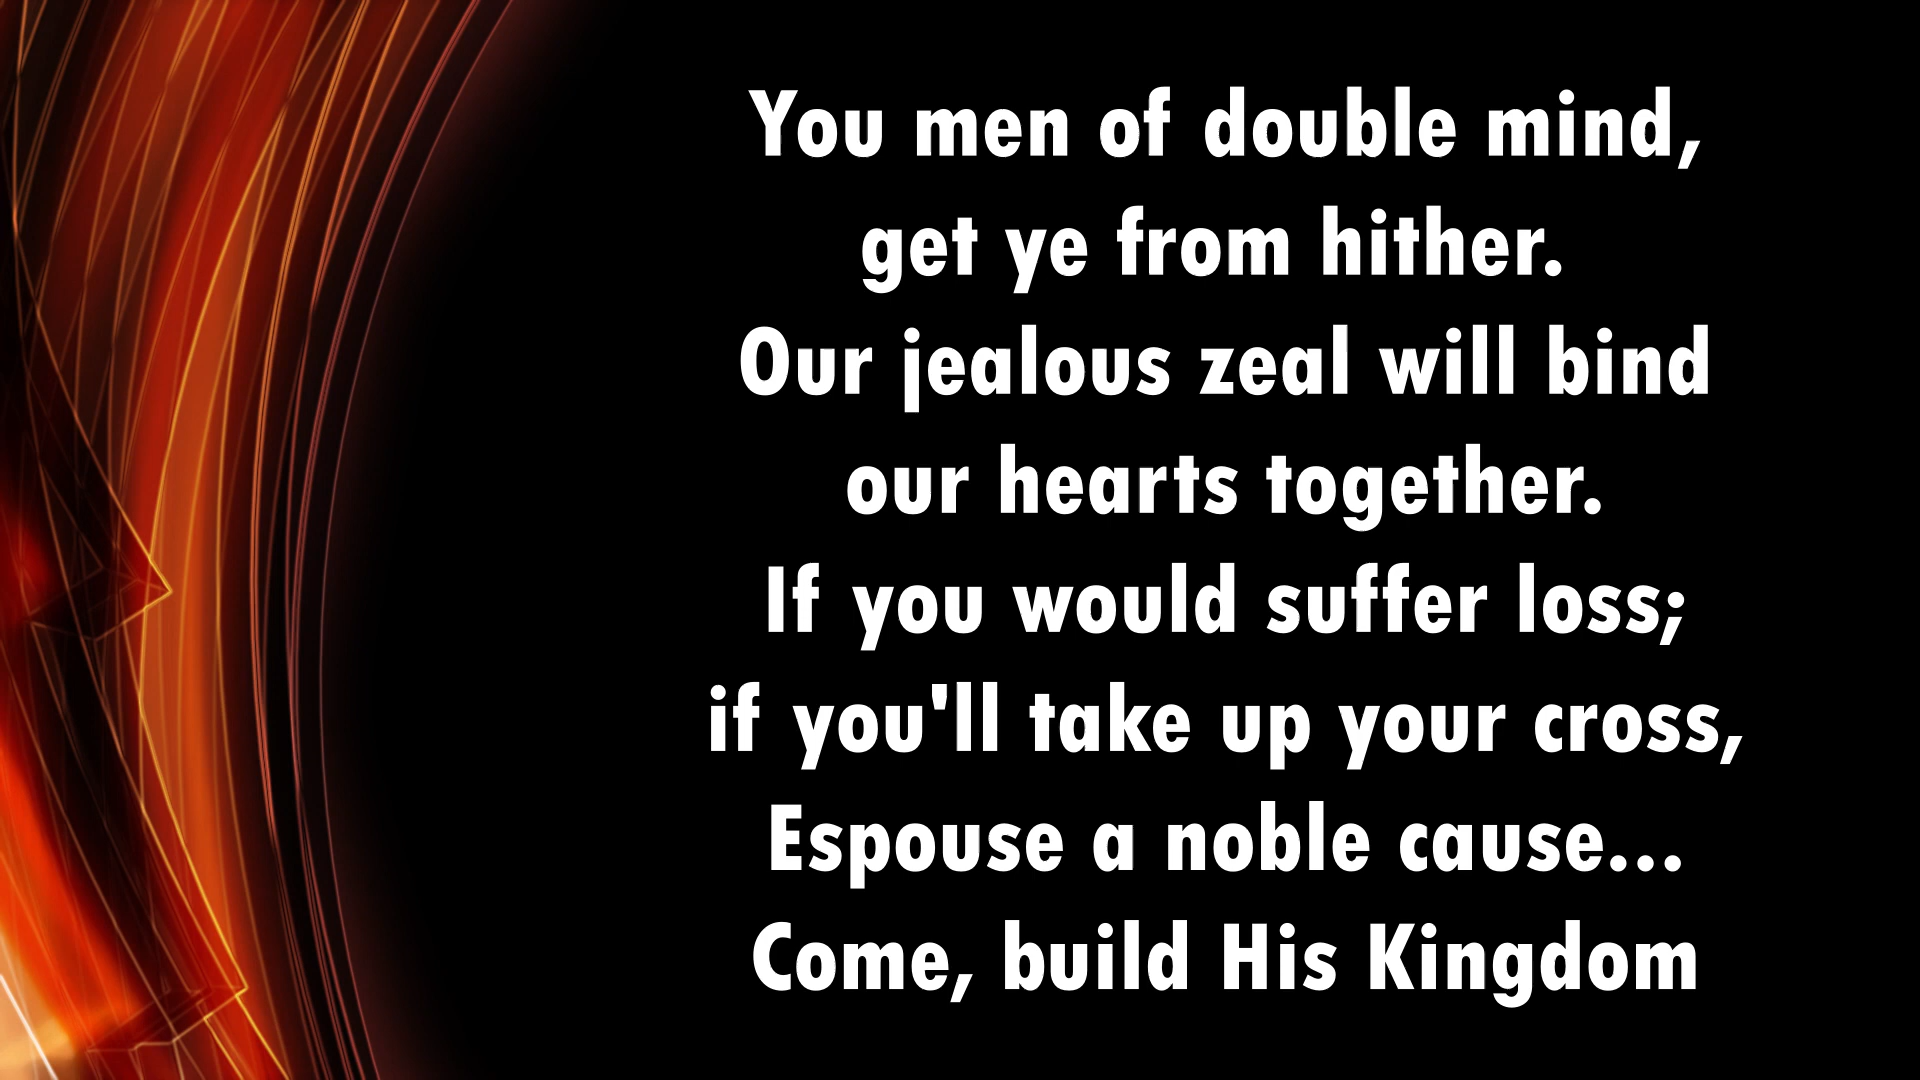 You men of double mind,
get ye from hither.
Our jealous zeal will bind
our hearts together.
If you would suffer loss;
if you'll take up your cross,
Espouse a noble cause...
Come, build His Kingdom